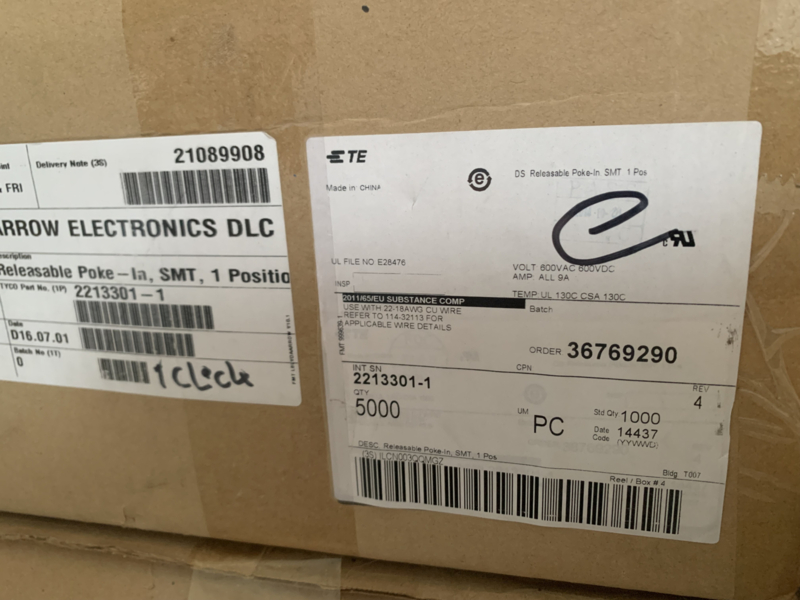 Delivery Note (3S)
21089908
FRI
ARROW ELECTRONICS DLC
Releasable Poke-In, SMT, 1 Positio
TYCO Part No. (1P) 2213301-1
Date
D16.07.01
Batch No (1T)
0
1 Click
TE
Made in: CHINA
e
DS Releasable Poke-In, SMT 1 Pos
C
UL FILE NO E28476
VOLT: 600VAC 600VDC
AMP: ALL 9A
TEMP: UL 130C CSA 130C
INSP
2011/65/EU SUBSTANCE COMP
USE WITH 22-18AWG CU WIRE
REFER TO 114-32113 FOR
APPLICABLE WIRE DETAILS
Batch
ORDER 36769290
CPN
INT SN
2213301-1
REV
4
QTY
5000
UM
PC
Std Qty 1000
Date 14437
Code (YYWWD)
DESC Releasable Poke-In, SMT, 1 Pos
Bldg T007
Reel / Box # 4